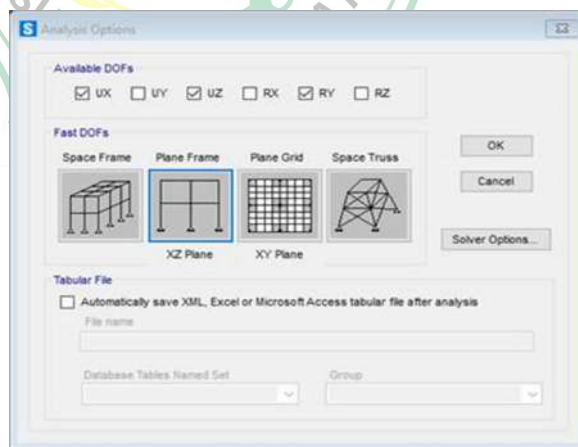 S Analysis Options
Available DOFs
UX UY UZ RX RY RZ
Fast DOFs
Space Frame Plane Frame Plane Grid Space Truss
XZ Plane XY Plane
OK
Cancel
Solver Options...
Tabular File
Automatically save XML, Excel or Microsoft Access tabular file after analysis
File name
Database Tables Named Set Group